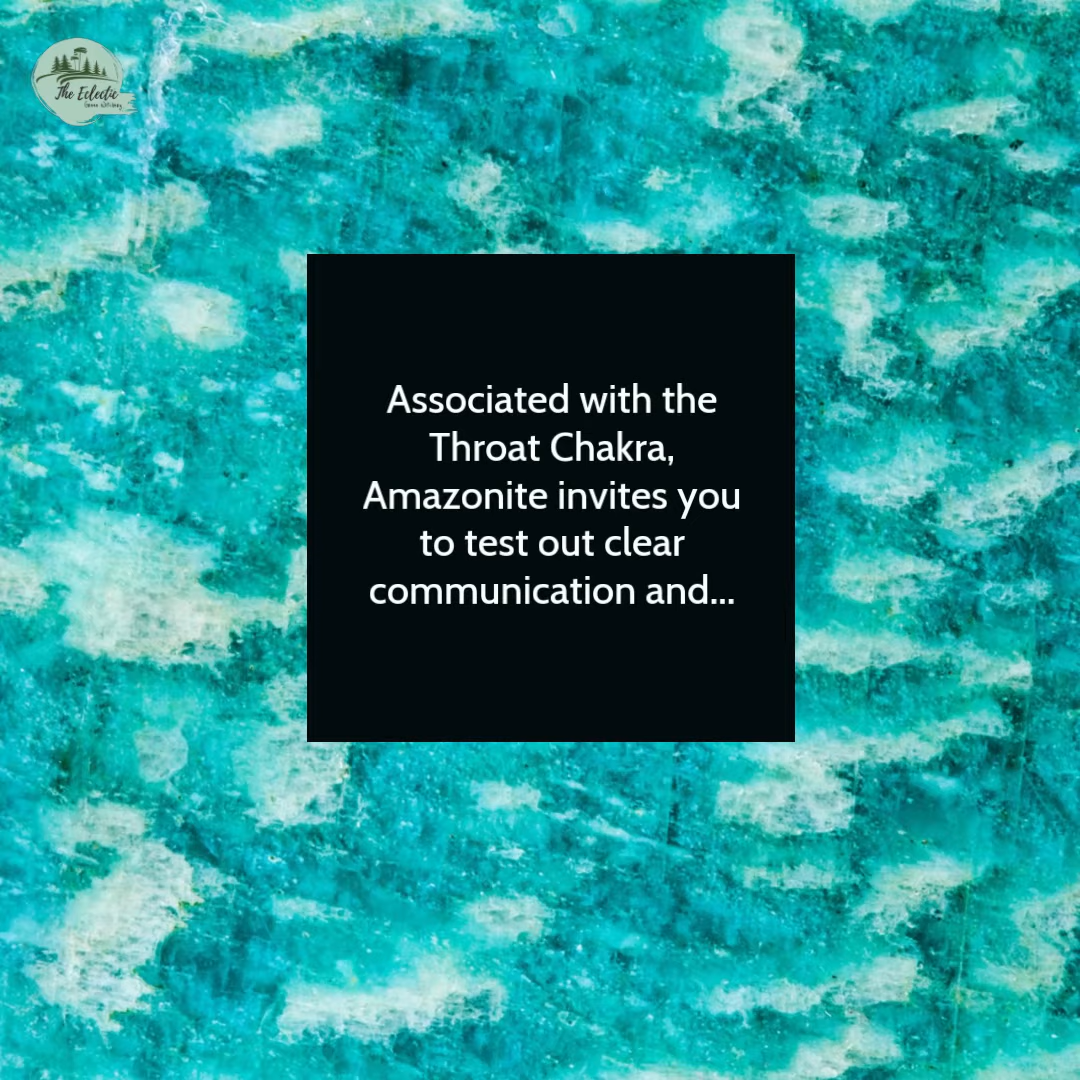 The Eclectic
Associated with the
Throat Chakra,
Amazonite invites you
to test out clear
communication and...